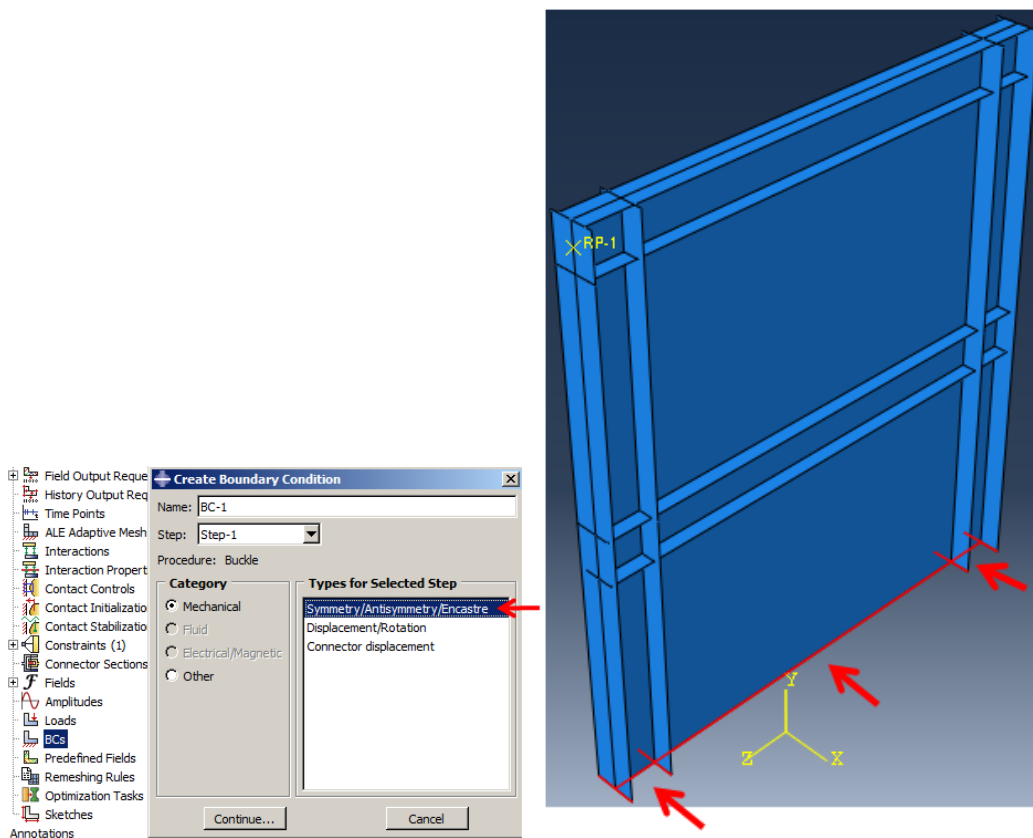 RP-1
Y
Z
X
Field Output Reque
History Output Req
Time Points
ALE Adaptive Mesh
Interactions
Interaction Propert
Contact Controls
Contact Initializatio
Contact Stabilizatio
Constraints (1)
Connector Sections
Fields
Amplitudes
Loads
BCs
Predefined Fields
Remeshing Rules
Optimization Tasks
Sketches
Annotations
Create Boundary Condition
Name: BC-1
Step: Step-1
Procedure: Buckle
Category
Mechanical
Fluid
Electrical/Magnetic
Other
Types for Selected Step
Symmetry/Antisymmetry/Encastre
Displacement/Rotation
Connector displacement
Continue...
Cancel